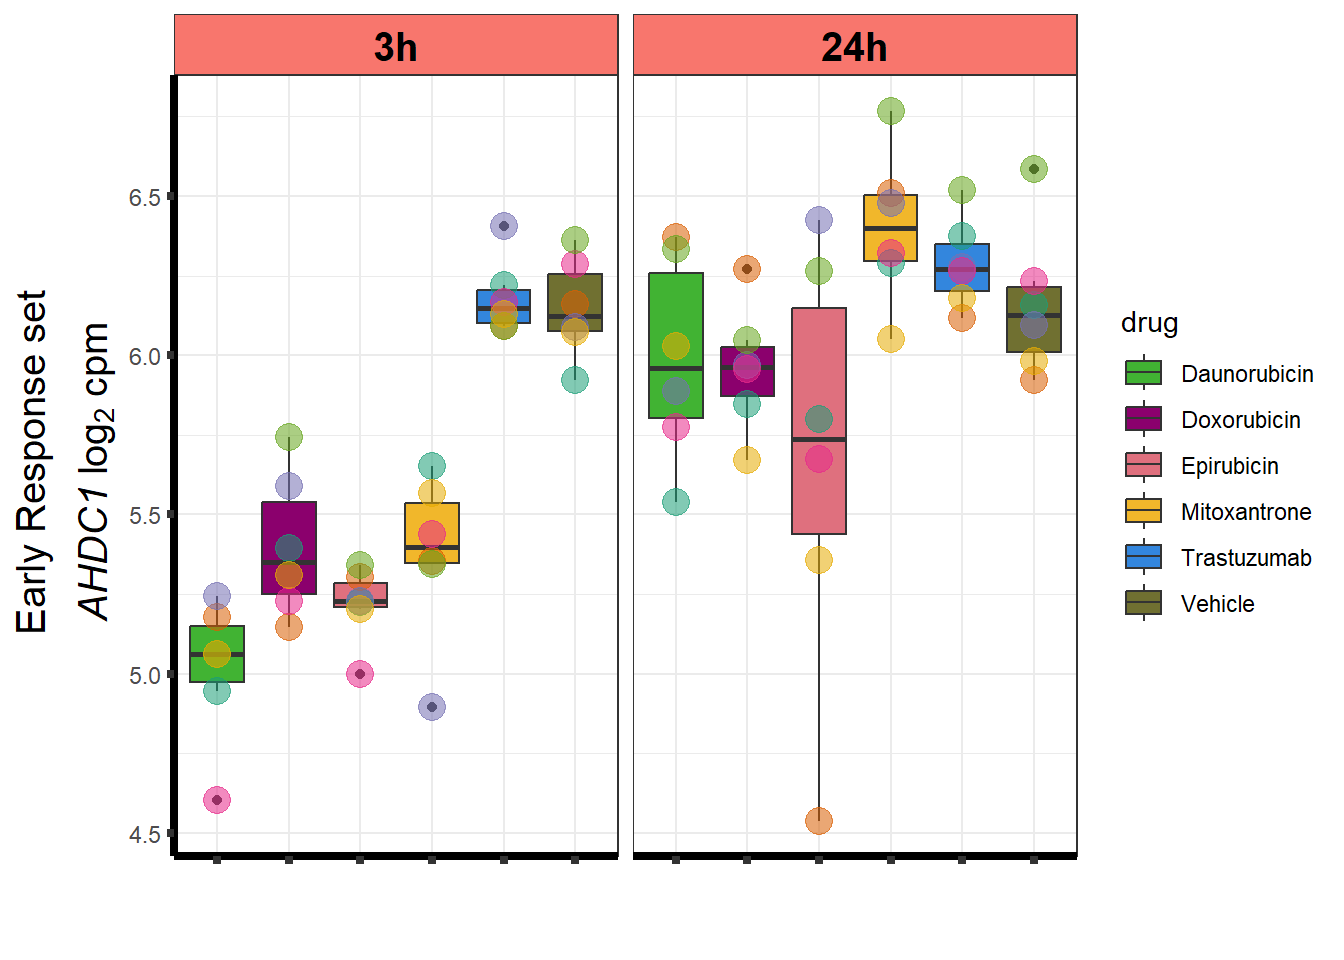 3h
24h
Early Response set
AHDC1 log₂ cpm
6.5
6.0
5.5
5.0
4.5
drug
Daunorubicin
Doxorubicin
Epirubicin
Mitoxantrone
Trastuzumab
Vehicle